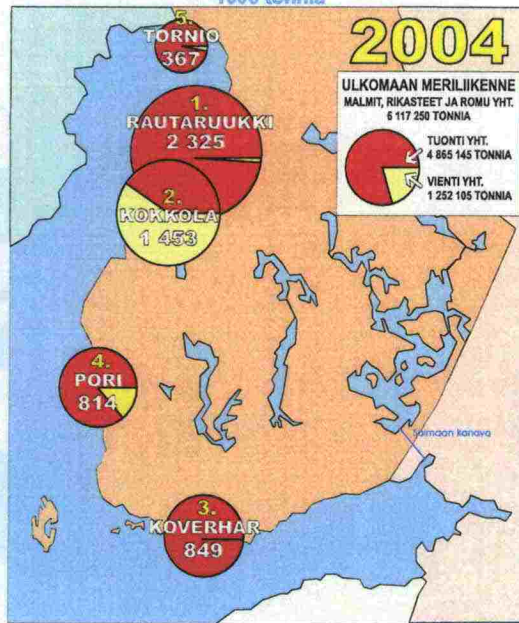 1000 tonnia
2004
ULKOMAAN MERILIIKENNE
MALMIT, RIKASTEET JA ROMU YHT.
6 117 250 TONNIA
TUONTI YHT.
4 865 145 TONNIA
VIENTI YHT.
1 252 105 TONNIA
5.
TORNIO
367
1.
RAUTARUUKKI
2 325
2.
KOKKOLA
1 453
4.
PORI
814
Saimaan kanava
3.
KOVERHAR
849